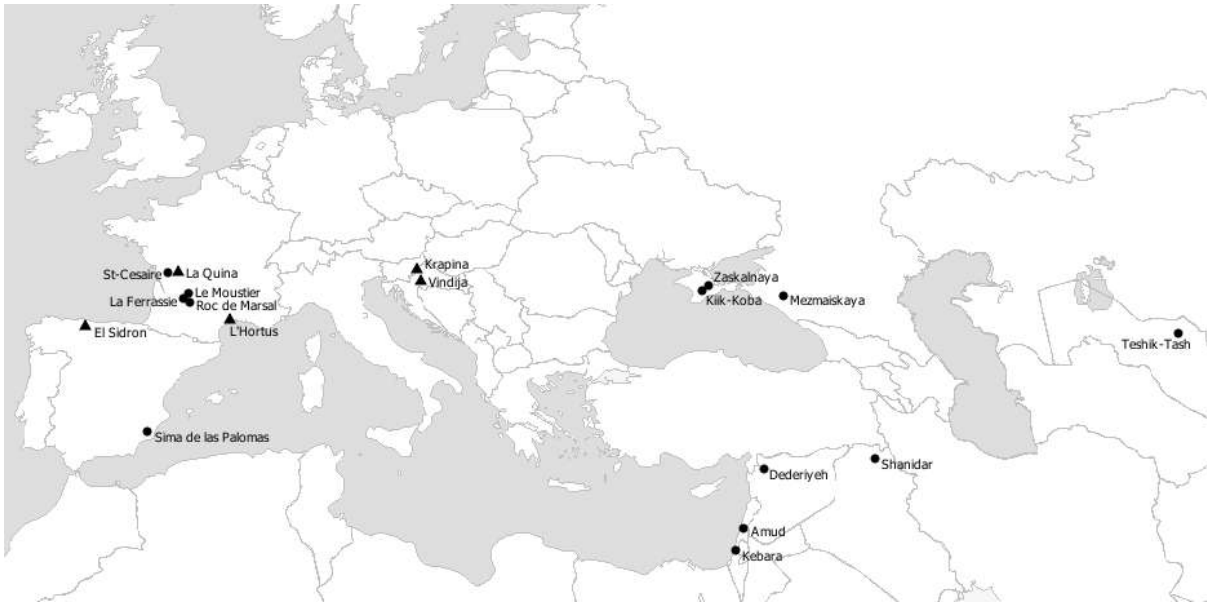 St-Cesaire
La Quina
Le Moustier
La Ferrassie
Roc de Marsal
L'Hortus
El Sidron
Krapina
Vindija
Zaskalnaya
Kiik-Koba
Mezmaiskaya
Teshik-Tash
Sima de las Palomas
Dederiyeh
Shanidar
Amud
Kebara